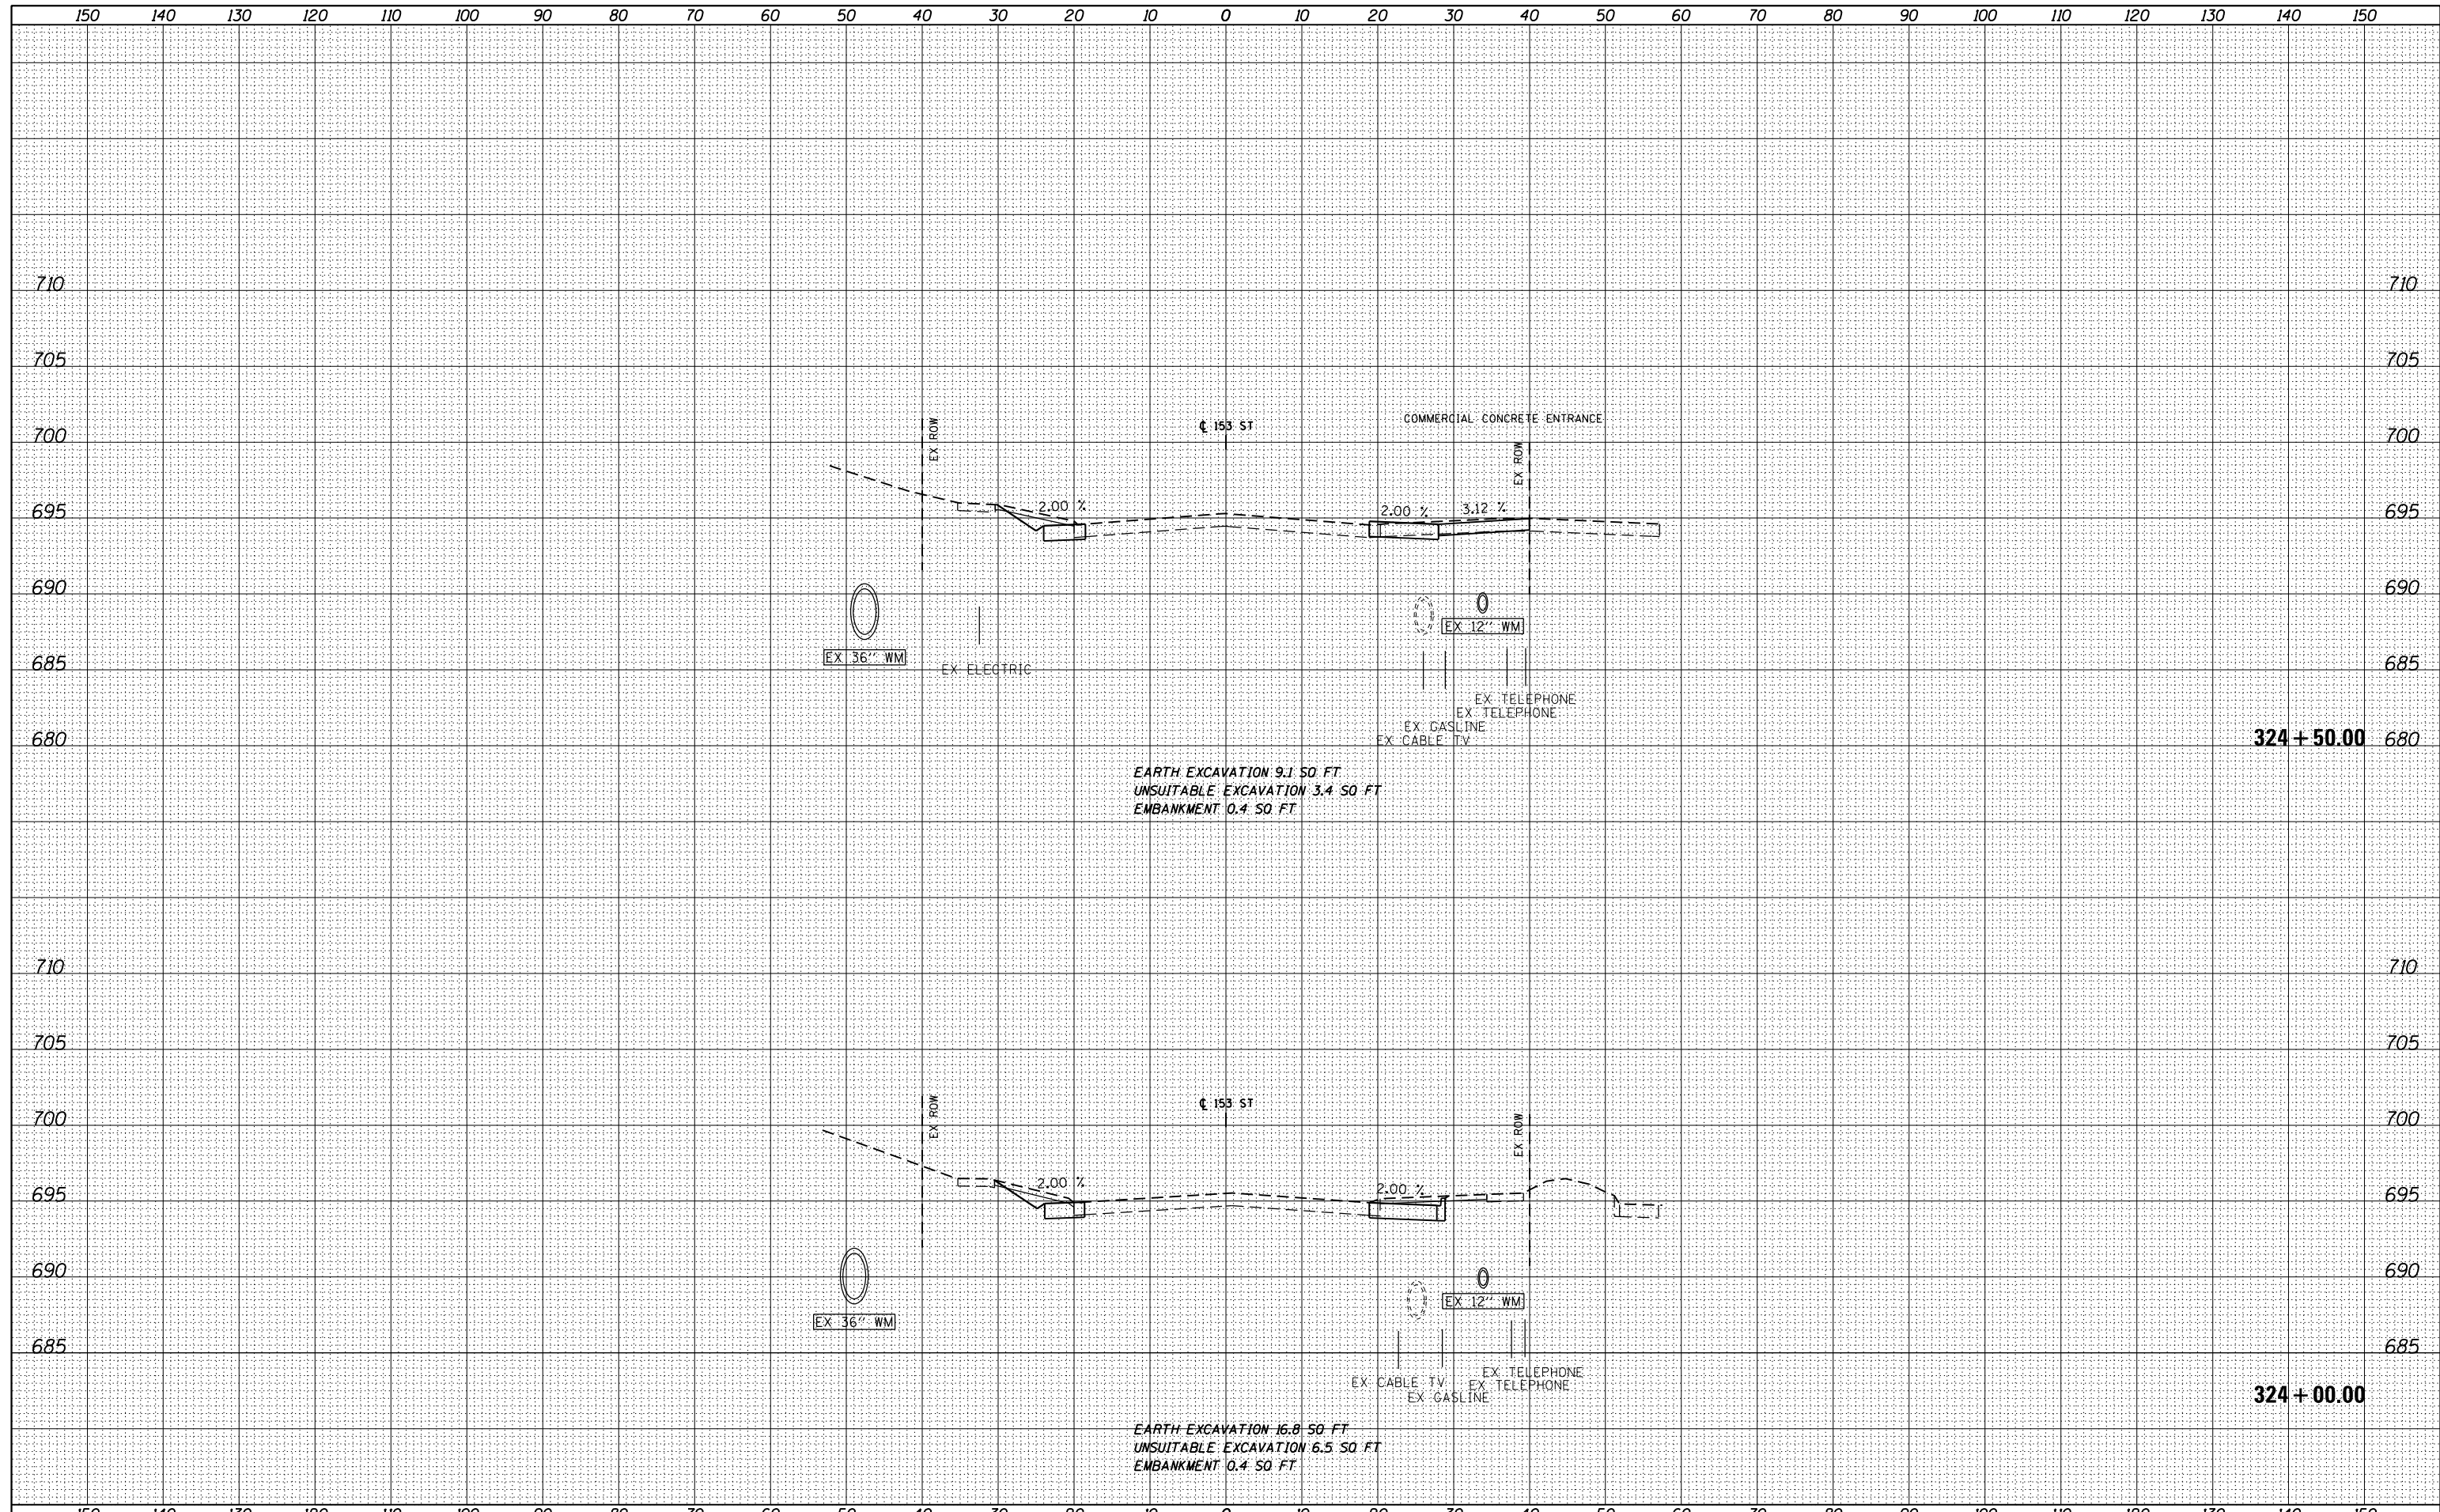 150 140 130 120 110 100 90 80 70 60 50 40 30 20 10 0 10 20 30 40 50 60 70 80 90 100 110 120 130 140 150
710 710
705 705
COMMERCIAL CONCRETE ENTRANCE
700 EX ROW ℄ 153 ST EX ROW 700
695 2.00 % 2.00 % 3.12 % 695
690 690
EX 12'' WM
EX 36'' WM
685 EX ELECTRIC 685
EX TELEPHONE
EX TELEPHONE
EX GASLINE
EX CABLE TV
680 324+50.00 680
EARTH EXCAVATION 9.1 SQ FT
UNSUITABLE EXCAVATION 3.4 SQ FT
EMBANKMENT 0.4 SQ FT
710 710
705 705
700 EX ROW ℄ 153 ST EX ROW 700
695 2.00 % 2.00 % 695
690 690
EX 12'' WM
EX 36'' WM
685 685
EX TELEPHONE
EX CABLE TV EX TELEPHONE
EX GASLINE
324+00.00
EARTH EXCAVATION 16.8 SQ FT
UNSUITABLE EXCAVATION 6.5 SQ FT
EMBANKMENT 0.4 SQ FT